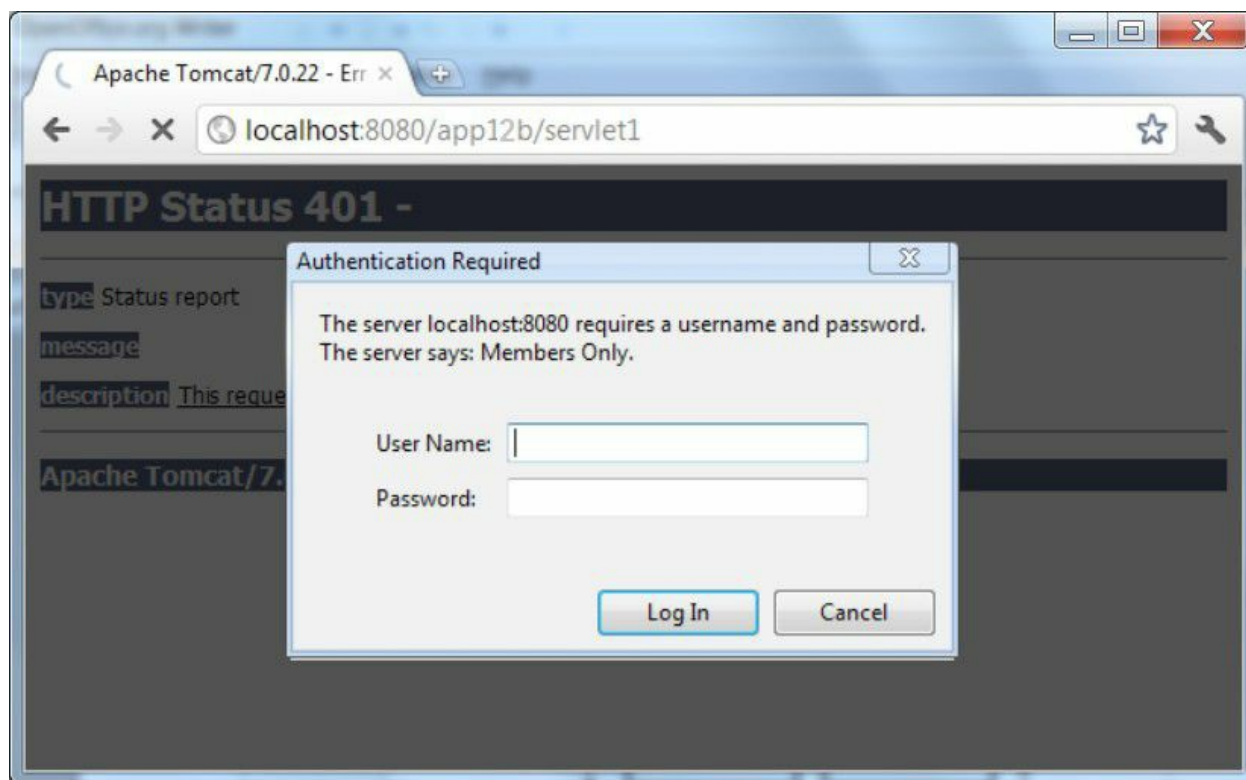 Apache Tomcat/7.0.22 - Err
localhost:8080/app12b/servlet1
HTTP Status 401 -
type Status report
message
description This reque
Apache Tomcat/7.
Authentication Required
The server localhost:8080 requires a username and password.
The server says: Members Only.
User Name:
Password:
Log In
Cancel